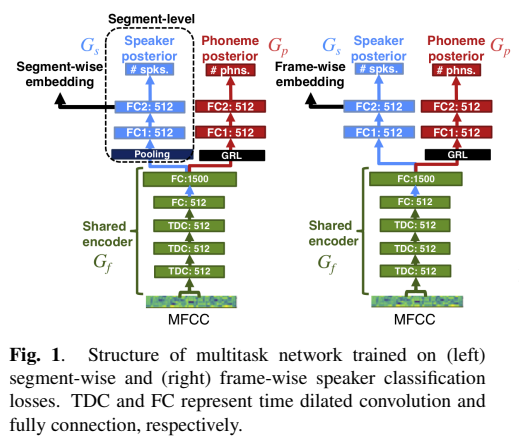 Segment-level
G_s Speaker posterior
Phoneme posterior G_p
# spks.
# phns.
Segment-wise embedding
FC2: 512
FC2: 512
FC1: 512
FC1: 512
Pooling
GRL
FC:1500
FC: 512
Shared encoder
G_f
TDC: 512
TDC: 512
TDC: 512
MFCC
G_s Speaker posterior
Phoneme posterior G_p
# spks.
# phns.
Frame-wise embedding
FC2: 512
FC2: 512
FC1: 512
FC1: 512
GRL
FC:1500
FC: 512
Shared encoder
G_f
TDC: 512
TDC: 512
TDC: 512
MFCC
Fig. 1. Structure of multitask network trained on (left)
segment-wise and (right) frame-wise speaker classification
losses. TDC and FC represent time dilated convolution and
fully connection, respectively.